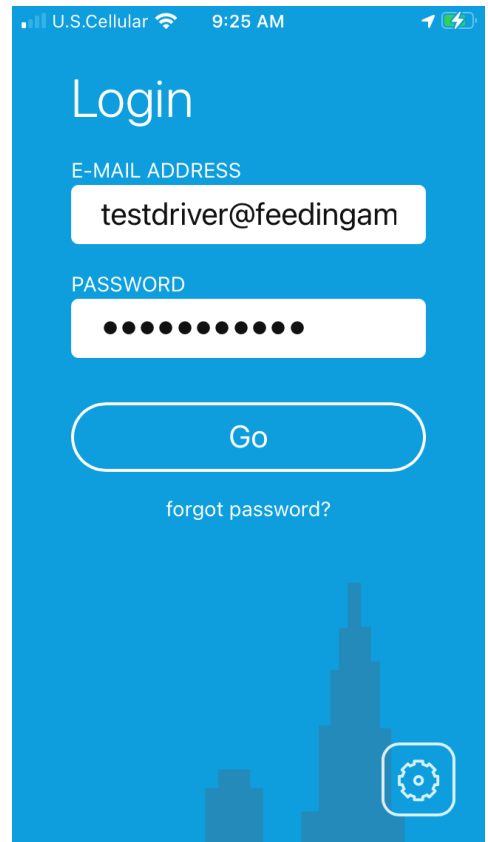 U.S.Cellular 9:25 AM
Login
E-MAIL ADDRESS
testdriver@feedingam
PASSWORD
●●●●●●●●●●●
Go
forgot password?